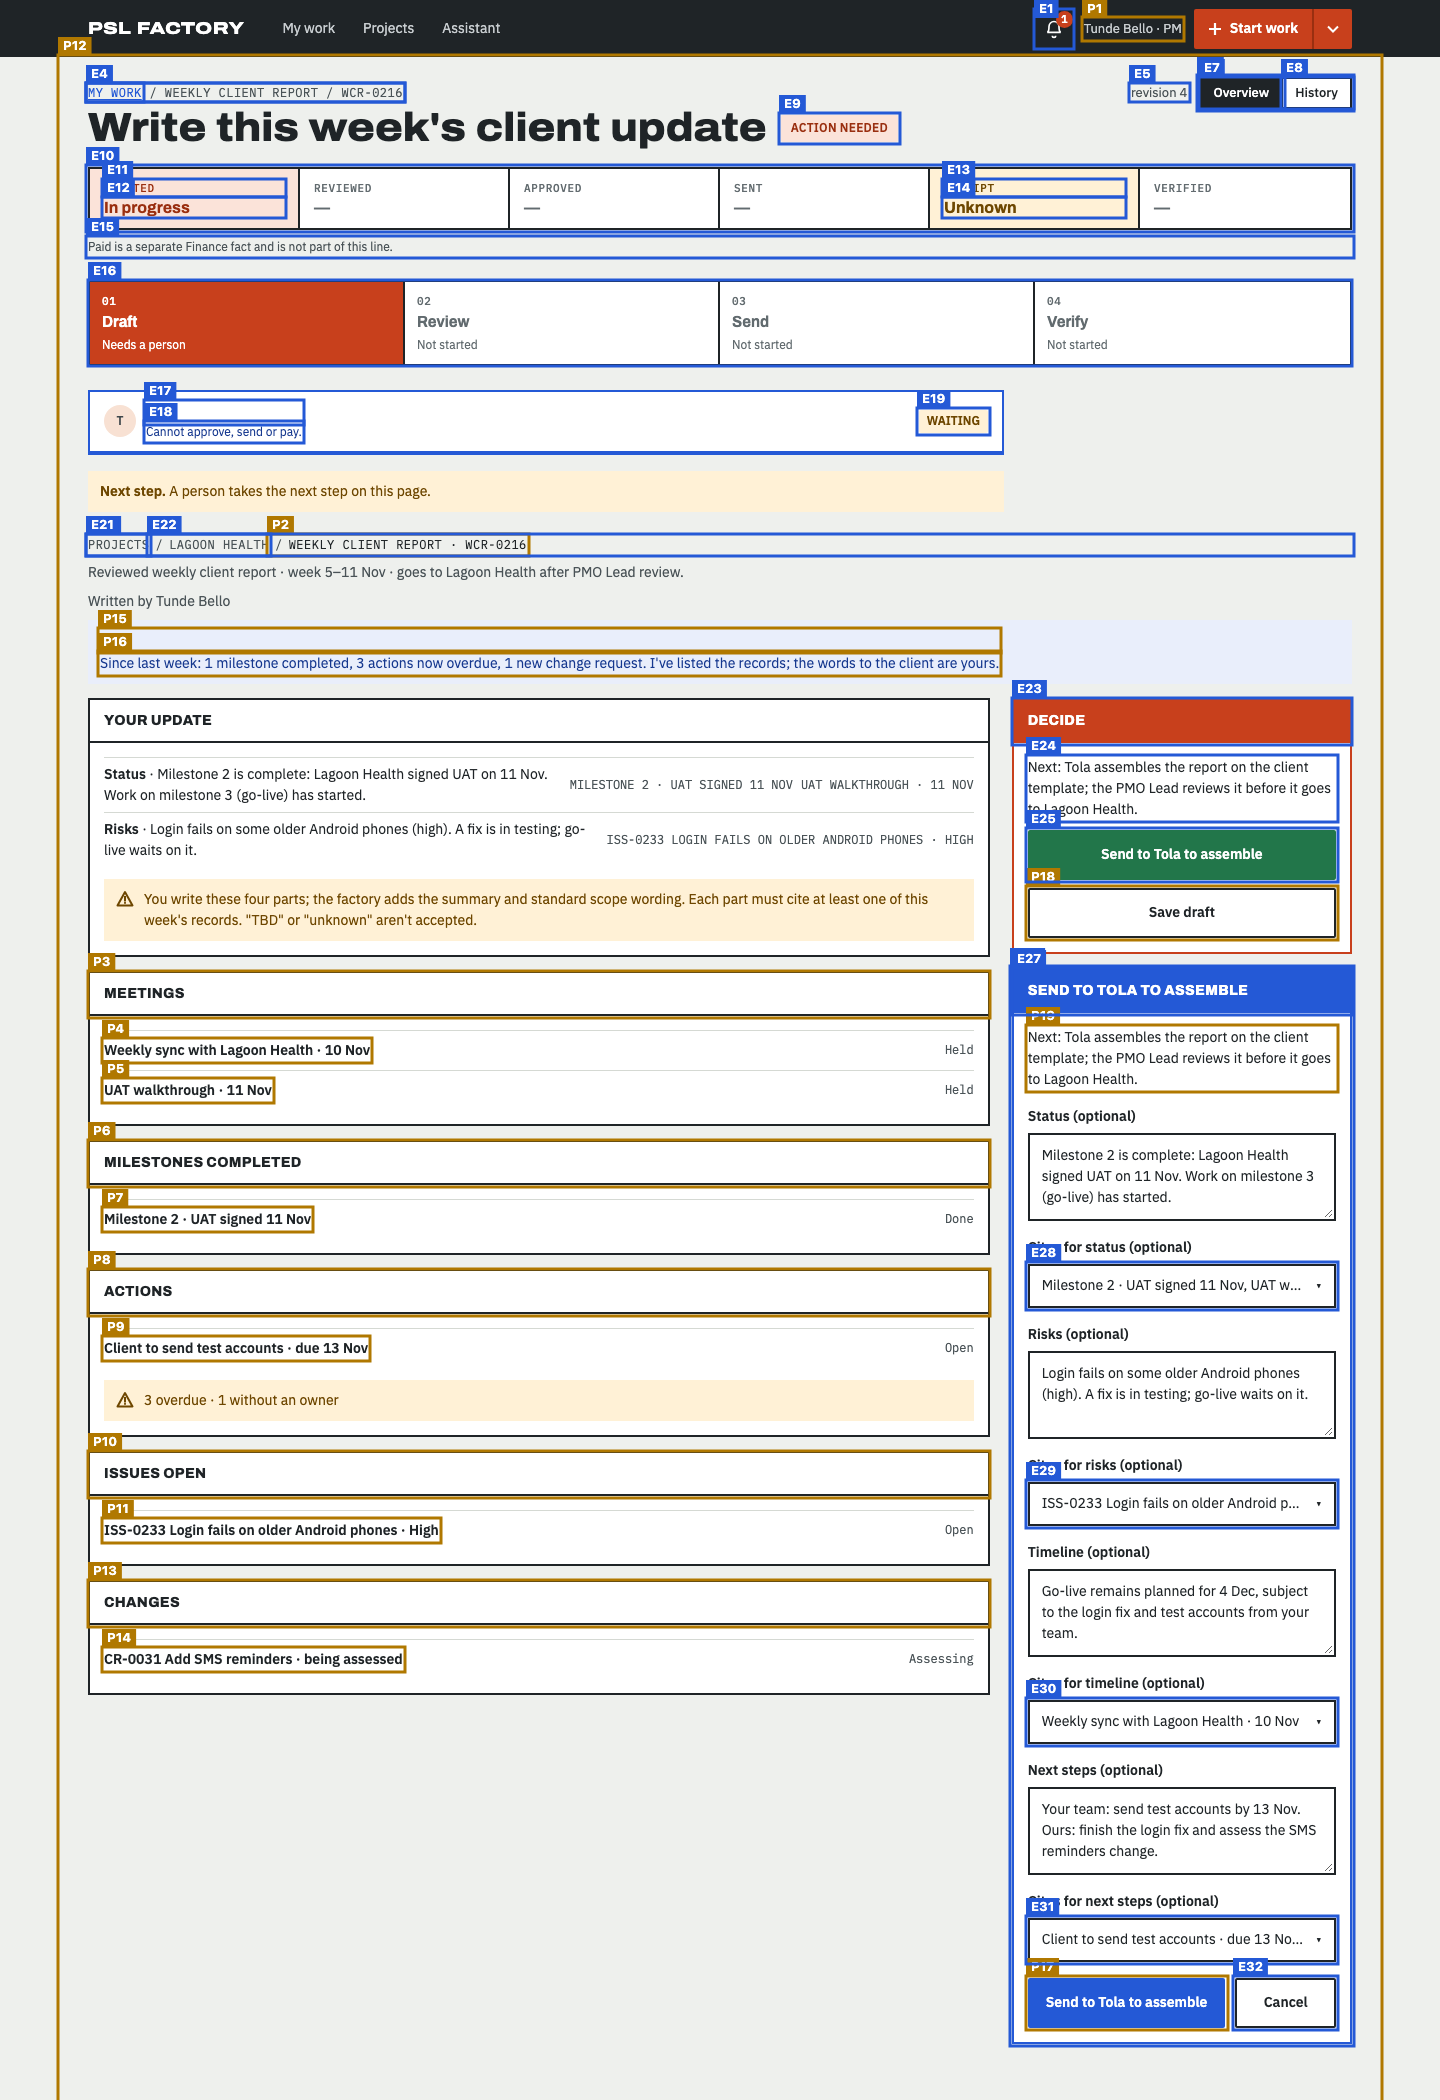 PSL FACTORY
My work
Projects
Assistant
E1
1
P1
Tunde Bello · PM
Start work
P12
E4
MY WORK / WEEKLY CLIENT REPORT / WCR-0216
E5
revision 4
E7
Overview
E8
History
Write this week's client update
E9
ACTION NEEDED
E10
E11
E12
TED
In progress
REVIEWED
—
APPROVED
—
SENT
—
E13
E14
IPT
Unknown
VERIFIED
—
E15
Paid is a separate Finance fact and is not part of this line.
E16
01
Draft
Needs a person
02
Review
Not started
03
Send
Not started
04
Verify
Not started
T
E17
E18
Cannot approve, send or pay.
E19
WAITING
Next step. A person takes the next step on this page.
E21
E22
P2
PROJECTS / LAGOON HEALTH / WEEKLY CLIENT REPORT · WCR-0216
Reviewed weekly client report · week 5–11 Nov · goes to Lagoon Health after PMO Lead review.
Written by Tunde Bello
P15
P16
Since last week: 1 milestone completed, 3 actions now overdue, 1 new change request. I've listed the records; the words to the client are yours.
YOUR UPDATE
Status · Milestone 2 is complete: Lagoon Health signed UAT on 11 Nov.
Work on milestone 3 (go-live) has started.
MILESTONE 2 · UAT SIGNED 11 NOV UAT WALKTHROUGH · 11 NOV
Risks · Login fails on some older Android phones (high). A fix is in testing; go-
live waits on it.
ISS-0233 LOGIN FAILS ON OLDER ANDROID PHONES · HIGH
You write these four parts; the factory adds the summary and standard scope wording. Each part must cite at least one of this
week's records. "TBD" or "unknown" aren't accepted.
P3
MEETINGS
P4
Weekly sync with Lagoon Health · 10 Nov
Held
P5
UAT walkthrough · 11 Nov
Held
P6
MILESTONES COMPLETED
P7
Milestone 2 · UAT signed 11 Nov
Done
P8
ACTIONS
P9
Client to send test accounts · due 13 Nov
Open
3 overdue · 1 without an owner
P10
ISSUES OPEN
P11
ISS-0233 Login fails on older Android phones · High
Open
P13
CHANGES
P14
CR-0031 Add SMS reminders · being assessed
Assessing
E23
DECIDE
E24
Next: Tola assembles the report on the client
template; the PMO Lead reviews it before it goes
to Lagoon Health.
E25
Send to Tola to assemble
P18
Save draft
E27
SEND TO TOLA TO ASSEMBLE
Next: Tola assembles the report on the client
template; the PMO Lead reviews it before it goes
to Lagoon Health.
Status (optional)
Milestone 2 is complete: Lagoon Health
signed UAT on 11 Nov. Work on milestone 3
(go-live) has started.
for status (optional)
E28
Milestone 2 · UAT signed 11 Nov, UAT w...
Risks (optional)
Login fails on some older Android phones
(high). A fix is in testing; go-live waits on it.
for risks (optional)
E29
ISS-0233 Login fails on older Android p...
Timeline (optional)
Go-live remains planned for 4 Dec, subject
to the login fix and test accounts from your
team.
for timeline (optional)
E30
Weekly sync with Lagoon Health · 10 Nov
Next steps (optional)
Your team: send test accounts by 13 Nov.
Ours: finish the login fix and assess the SMS
reminders change.
for next steps (optional)
E31
Client to send test accounts · due 13 No...
P17
Send to Tola to assemble
E32
Cancel